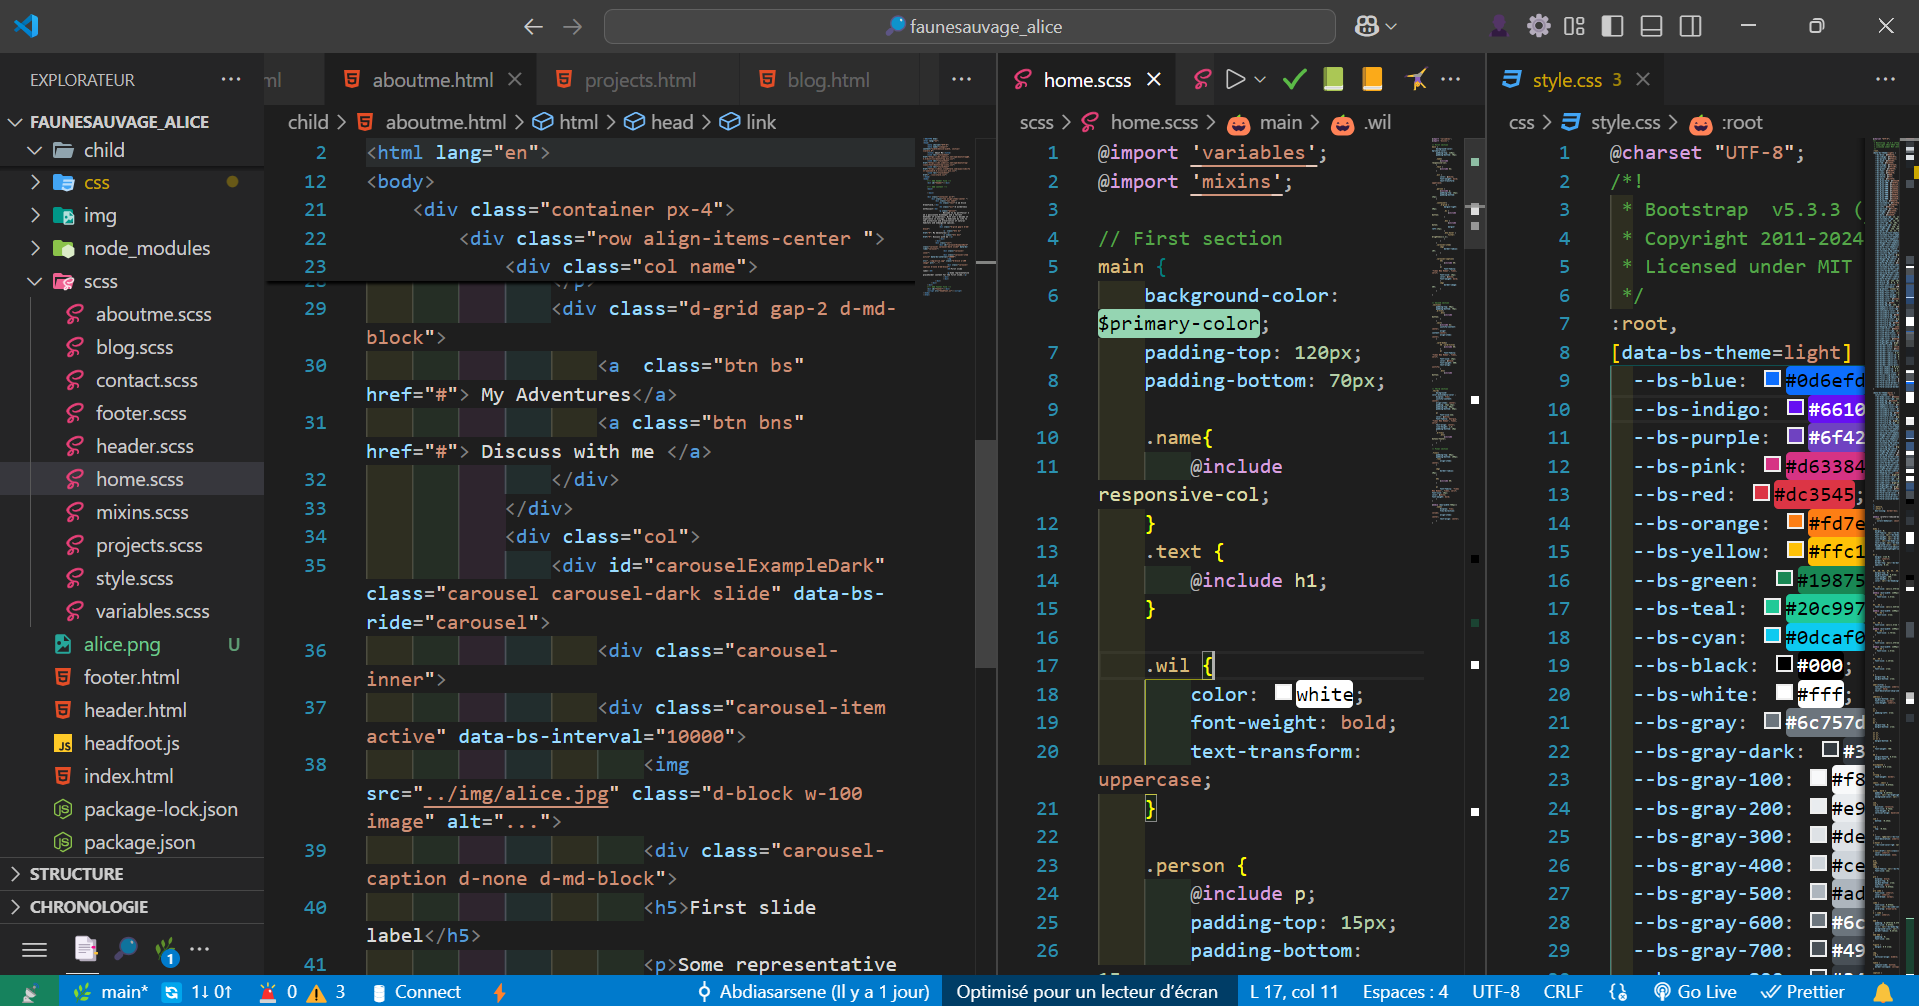 faunesauvage_alice
EXPLORATEUR
FAUNESAUVAGE_ALICE
child
css
img
node_modules
scss
aboutme.scss
blog.scss
contact.scss
footer.scss
header.scss
home.scss
mixins.scss
projects.scss
style.scss
variables.scss
alice.png U
footer.html
header.html
JS headfoot.js
index.html
package-lock.json
package.json
STRUCTURE
CHRONOLOGIE
1
ml
aboutme.html
projects.html
blog.html
child > aboutme.html > html > head > link
2 <html lang="en">
12 <body>
21 <div class="container px-4">
22 <div class="row align-items-center ">
23 <div class="col name">
29 <div class="d-grid gap-2 d-md-
block">
30 <a  class="btn bs"
href="#"> My Adventures</a>
31 <a class="btn bns"
href="#"> Discuss with me </a>
32 </div>
33 </div>
34 <div class="col">
35 <div id="carouselExampleDark"
class="carousel carousel-dark slide" data-bs-
ride="carousel">
36 <div class="carousel-
inner">
37 <div class="carousel-item
active" data-bs-interval="10000">
38 <img
src="../img/alice.jpg" class="d-block w-100
image" alt="...">
39 <div class="carousel-
caption d-none d-md-block">
40 <h5>First slide
label</h5>
41 <p>Some representative
home.scss
scss > home.scss > main > .wil
1 @import 'variables';
2 @import 'mixins';
3
4 // First section
5 main {
6 background-color:
$primary-color;
7 padding-top: 120px;
8 padding-bottom: 70px;
9
10 .name{
11 @include
responsive-col;
12 }
13 .text {
14 @include h1;
15 }
16
17 .wil {
18 color: white;
19 font-weight: bold;
20 text-transform:
uppercase;
21 }
22
23 .person {
24 @include p;
25 padding-top: 15px;
26 padding-bottom:
style.css 3
css > style.css > :root
1 @charset "UTF-8";
2 /*!
3 * Bootstrap  v5.3.3 (
4 * Copyright 2011-2024
5 * Licensed under MIT
6 */
7 :root,
8 [data-bs-theme=light]
9 --bs-blue: #0d6efd
10 --bs-indigo: #6610
11 --bs-purple: #6f42
12 --bs-pink: #d63384
13 --bs-red: #dc3545;
14 --bs-orange: #fd7e
15 --bs-yellow: #ffc1
16 --bs-green: #19875
17 --bs-teal: #20c997
18 --bs-cyan: #0dcaf0
19 --bs-black: #000;
20 --bs-white: #fff;
21 --bs-gray: #6c757d
22 --bs-gray-dark: #3
23 --bs-gray-100: #f8
24 --bs-gray-200: #e9
25 --bs-gray-300: #de
26 --bs-gray-400: #ce
27 --bs-gray-500: #ad
28 --bs-gray-600: #6c
29 --bs-gray-700: #49
main* 1↓ 0↑ 0 3 Connect Abdiasarsene (Il y a 1 jour) Optimisé pour un lecteur d'écran L 17, col 11 Espaces : 4 UTF-8 CRLF Go Live Prettier